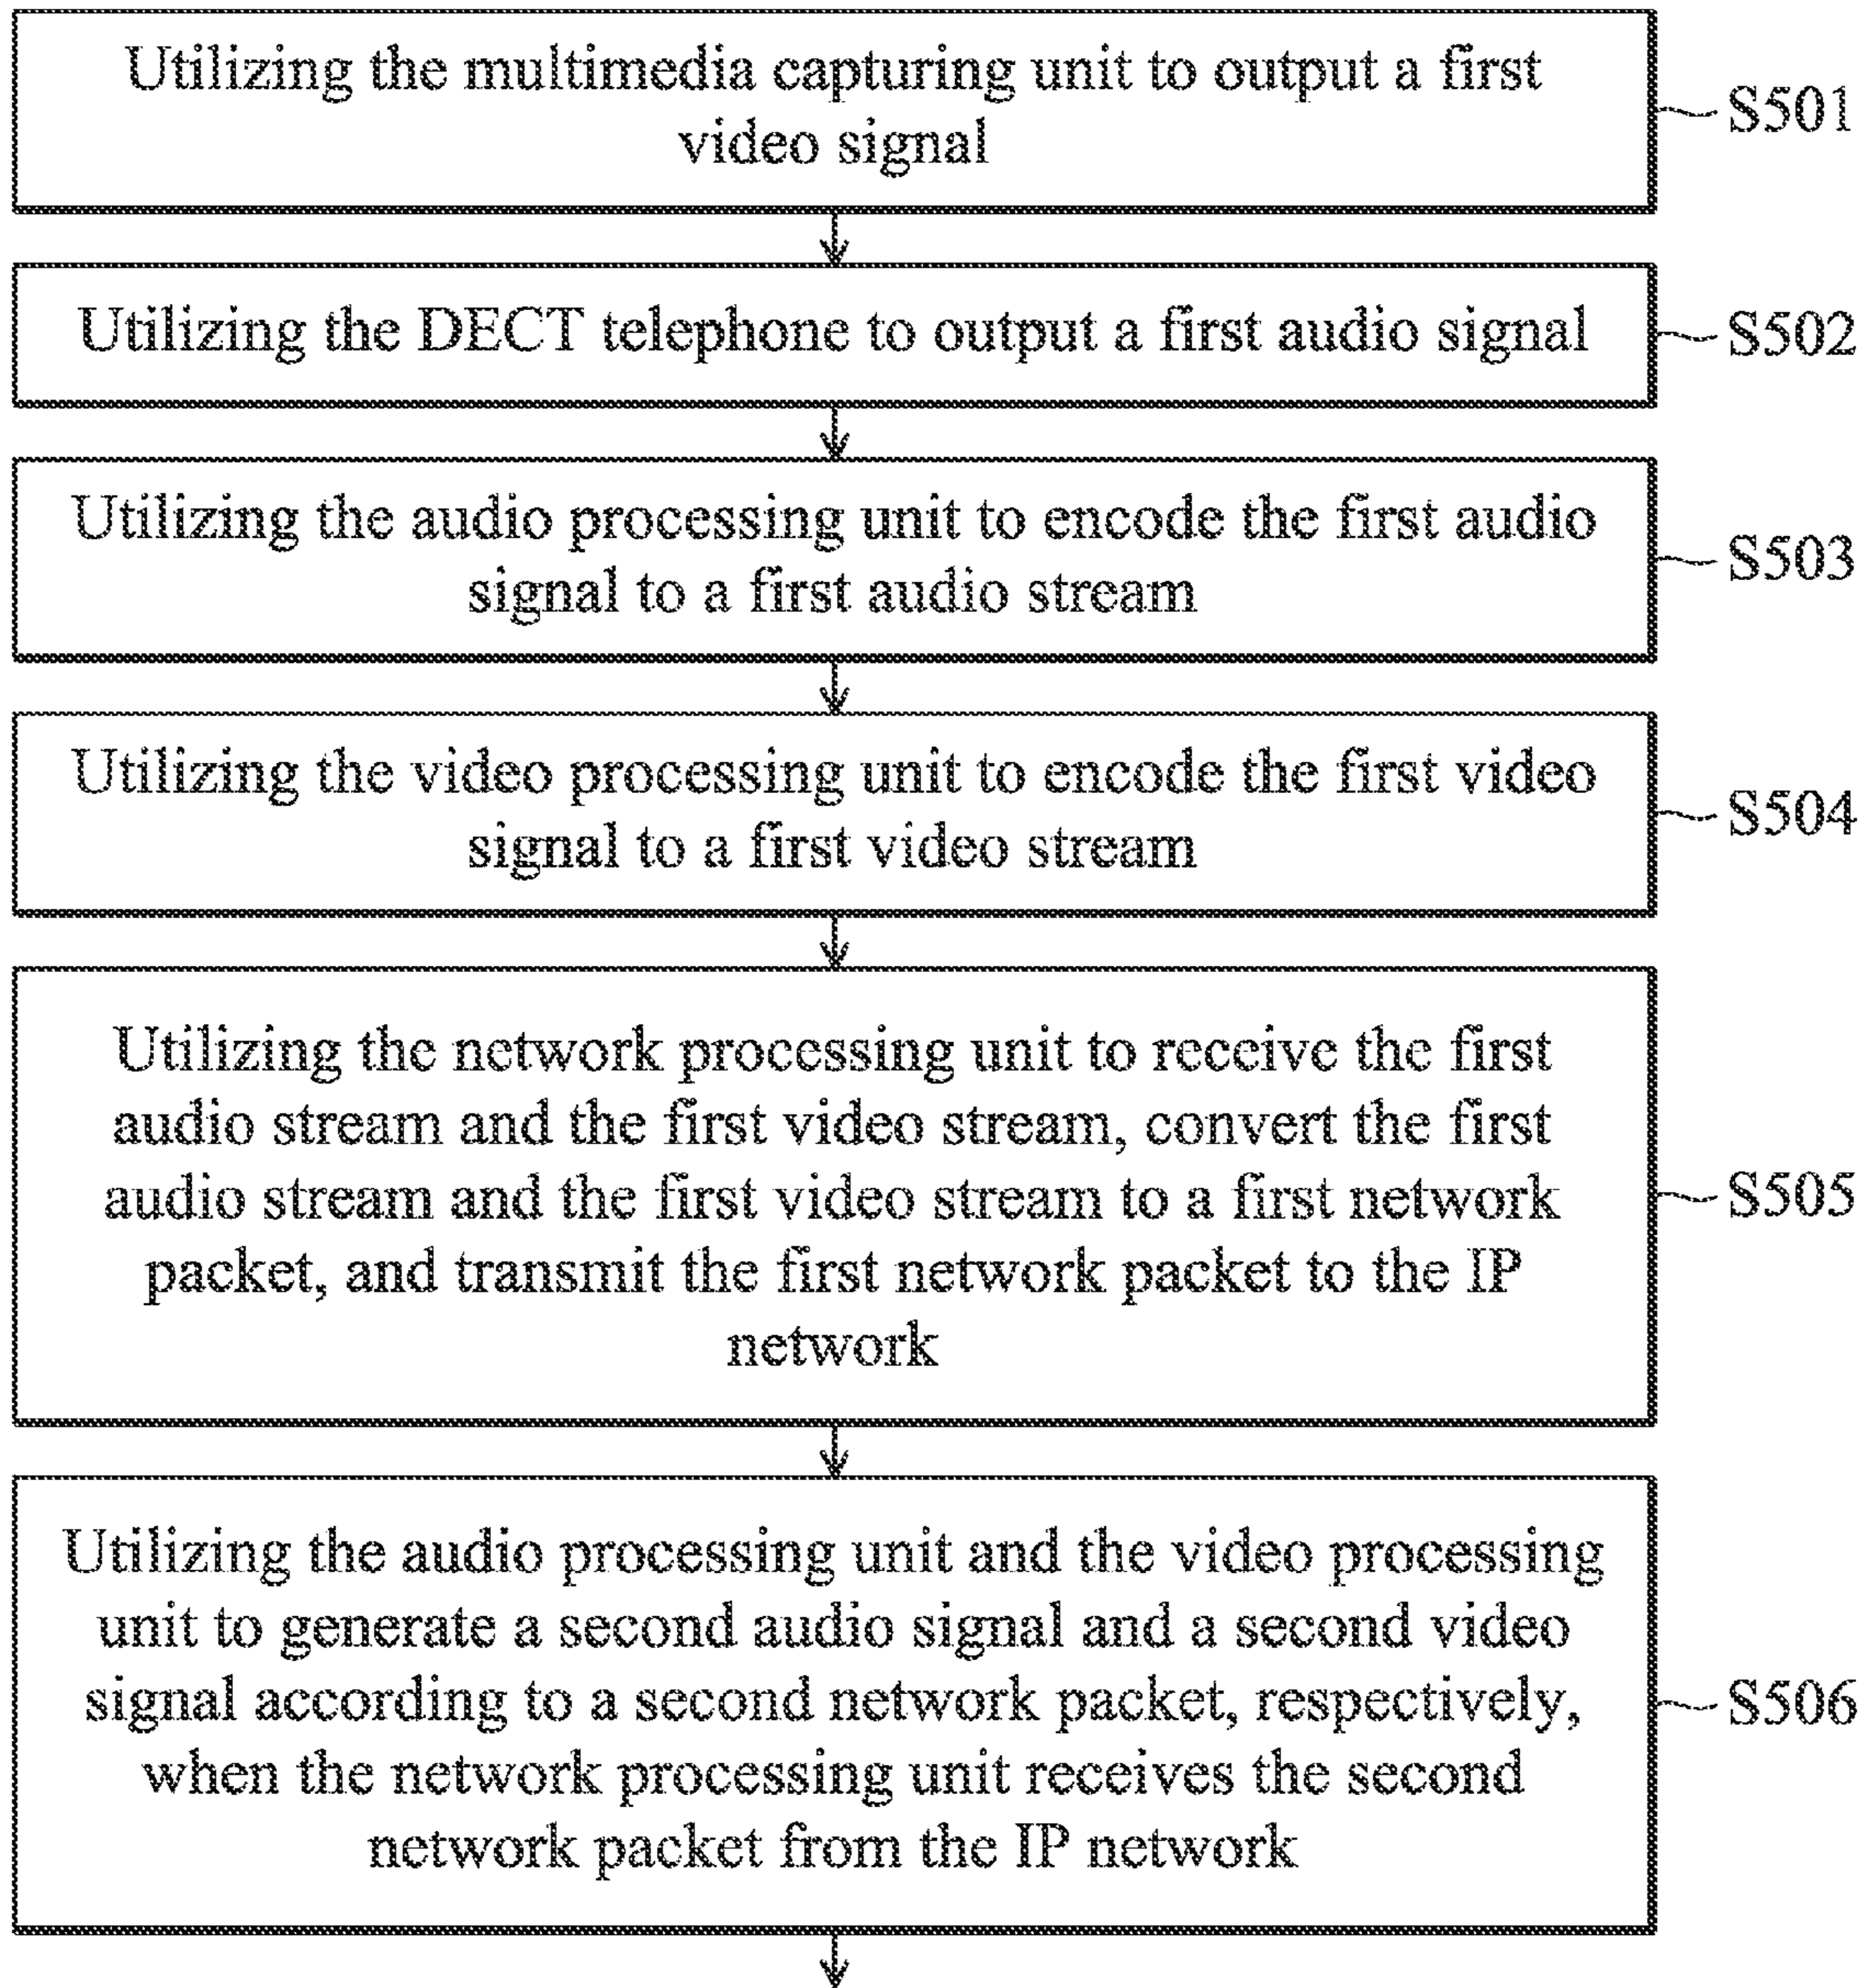 Utilizing the multimedia capturing unit to output a first
video signal
S501
Utilizing the DECT telephone to output a first audio signal
S502
Utilizing the audio processing unit to encode the first audio
signal to a first audio stream
S503
Utilizing the video processing unit to encode the first video
signal to a first video stream
S504
Utilizing the network processing unit to receive the first
audio stream and the first video stream, convert the first
audio stream and the first video stream to a first network
packet, and transmit the first network packet to the IP
network
S505
Utilizing the audio processing unit and the video processing
unit to generate a second audio signal and a second video
signal according to a second network packet, respectively,
when the network processing unit receives the second
network packet from the IP network
S506